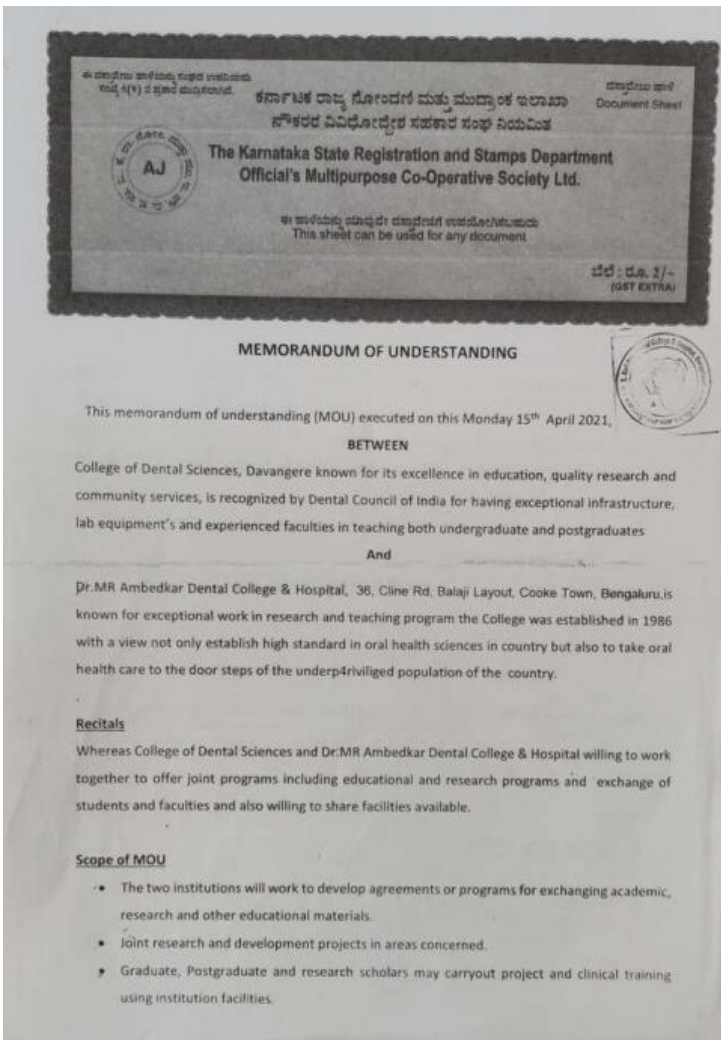 ಈ ದಸ್ತಾವೇಜು ಹಾಳೆಯನ್ನು ಸಂಘದ ಉಪನಿಯಮ
ಸಂಖ್ಯೆ
ದಸ್ತಾವೇಜು ಹಾಳೆ
Document Sheet
ಕರ್ನಾಟಕ ರಾಜ್ಯ ನೋಂದಣಿ ಮತ್ತು ಮುದ್ರಾಂಕ ಇಲಾಖಾ
ನೌಕರರ ವಿವಿಧೋದ್ದೇಶ ಸಹಕಾರ ಸಂಘ ನಿಯಮಿತ
AJ
The Karnataka State Registration and Stamps Department
Official's Multipurpose Co-Operative Society Ltd.
ಈ ಹಾಳೆಯನ್ನು ಯಾವುದೇ ದಸ್ತಾವೇಜಿಗೆ ಉಪಯೋಗಿಸಬಹುದು
This sheet can be used for any document
ಬೆಲೆ : ರೂ. 2/-
(GST EXTRA)
MEMORANDUM OF UNDERSTANDING
This memorandum of understanding (MOU) executed on this Monday 15th April 2021,
BETWEEN
College of Dental Sciences, Davangere known for its excellence in education, quality research and
community services, is recognized by Dental Council of India for having exceptional infrastructure,
lab equipment's and experienced faculties in teaching both undergraduate and postgraduates
And
Dr.MR Ambedkar Dental College & Hospital, 36, Cline Rd, Balaji Layout, Cooke Town, Bengaluru,is
known for exceptional work in research and teaching program the College was established in 1986
with a view not only establish high standard in oral health sciences in country but also to take oral
health care to the door steps of the underp4riviliged population of the country.
Recitals
Whereas College of Dental Sciences and Dr.MR Ambedkar Dental College & Hospital willing to work
together to offer joint programs including educational and research programs and exchange of
students and faculties and also willing to share facilities available.
Scope of MOU
• The two institutions will work to develop agreements or programs for exchanging academic,
research and other educational materials.
• Joint research and development projects in areas concerned.
• Graduate, Postgraduate and research scholars may carryout project and clinical training
using institution facilities.